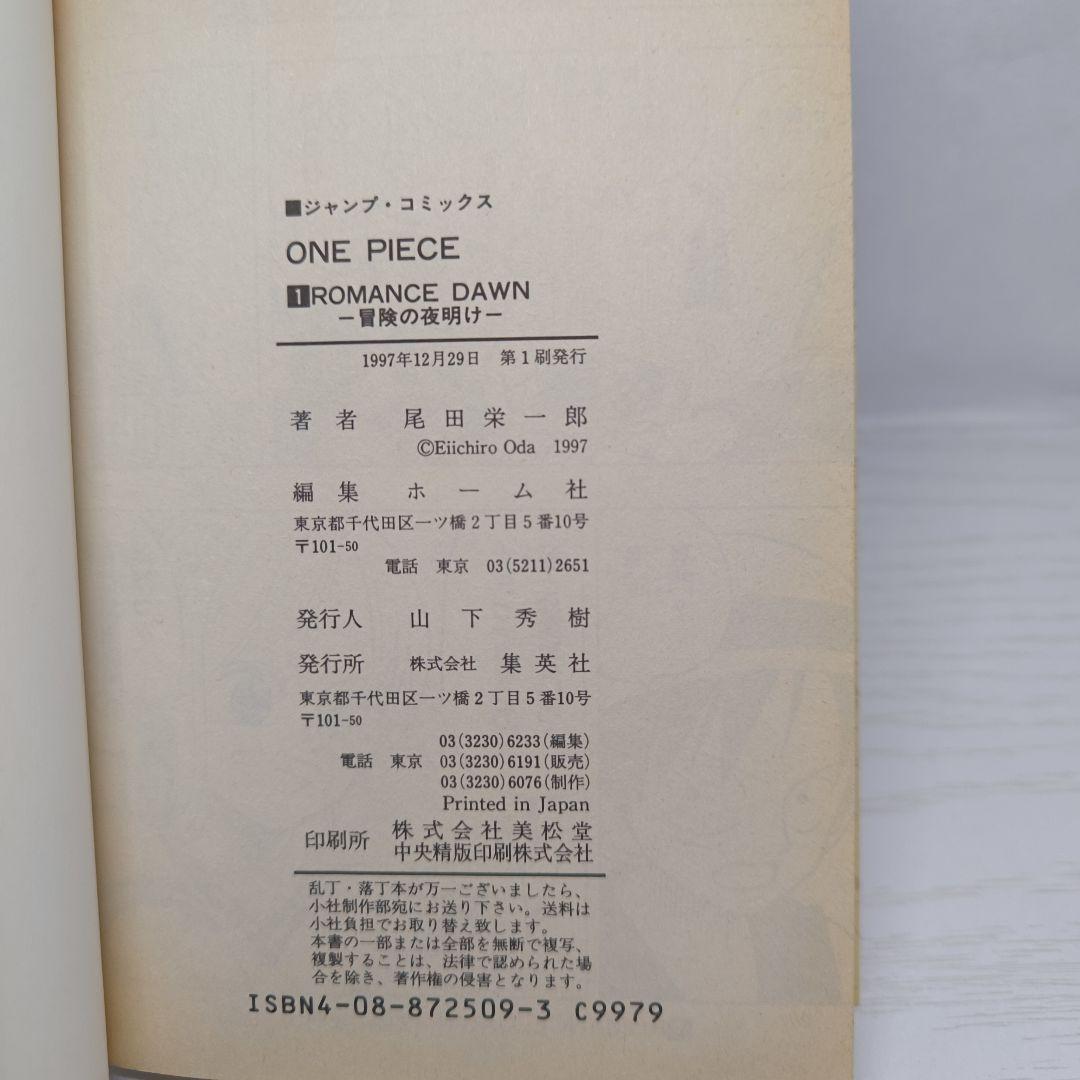 ■ジャンプ・コミックス
ONE PIECE
1ROMANCE DAWN
ー冒険の夜明けー
1997年12月29日 第1刷発行
著者 尾田栄一郎
©Eiichiro Oda 1997
編集 ホーム社
東京都千代田区一ツ橋2丁目5番10号
〒101-50
電話 東京 03(5211)2651
発行人 山下秀樹
発行所 株式会社 集英社
東京都千代田区一ツ橋2丁目5番10号
〒101-50
03(3230)6233(編集)
電話 東京 03(3230)6191(販売)
03(3230)6076(制作)
Printed in Japan
印刷所 株式会社美松堂
中央精版印刷株式会社
乱丁・落丁本が万一ございましたら、
小社制作部宛にお送り下さい。送料は
小社負担でお取り替え致します。
本書の一部または全部を無断で複写、
複製することは、法律で認められた場
合を除き、著作権の侵害となります。
ISBN4-08-872509-3 C9979